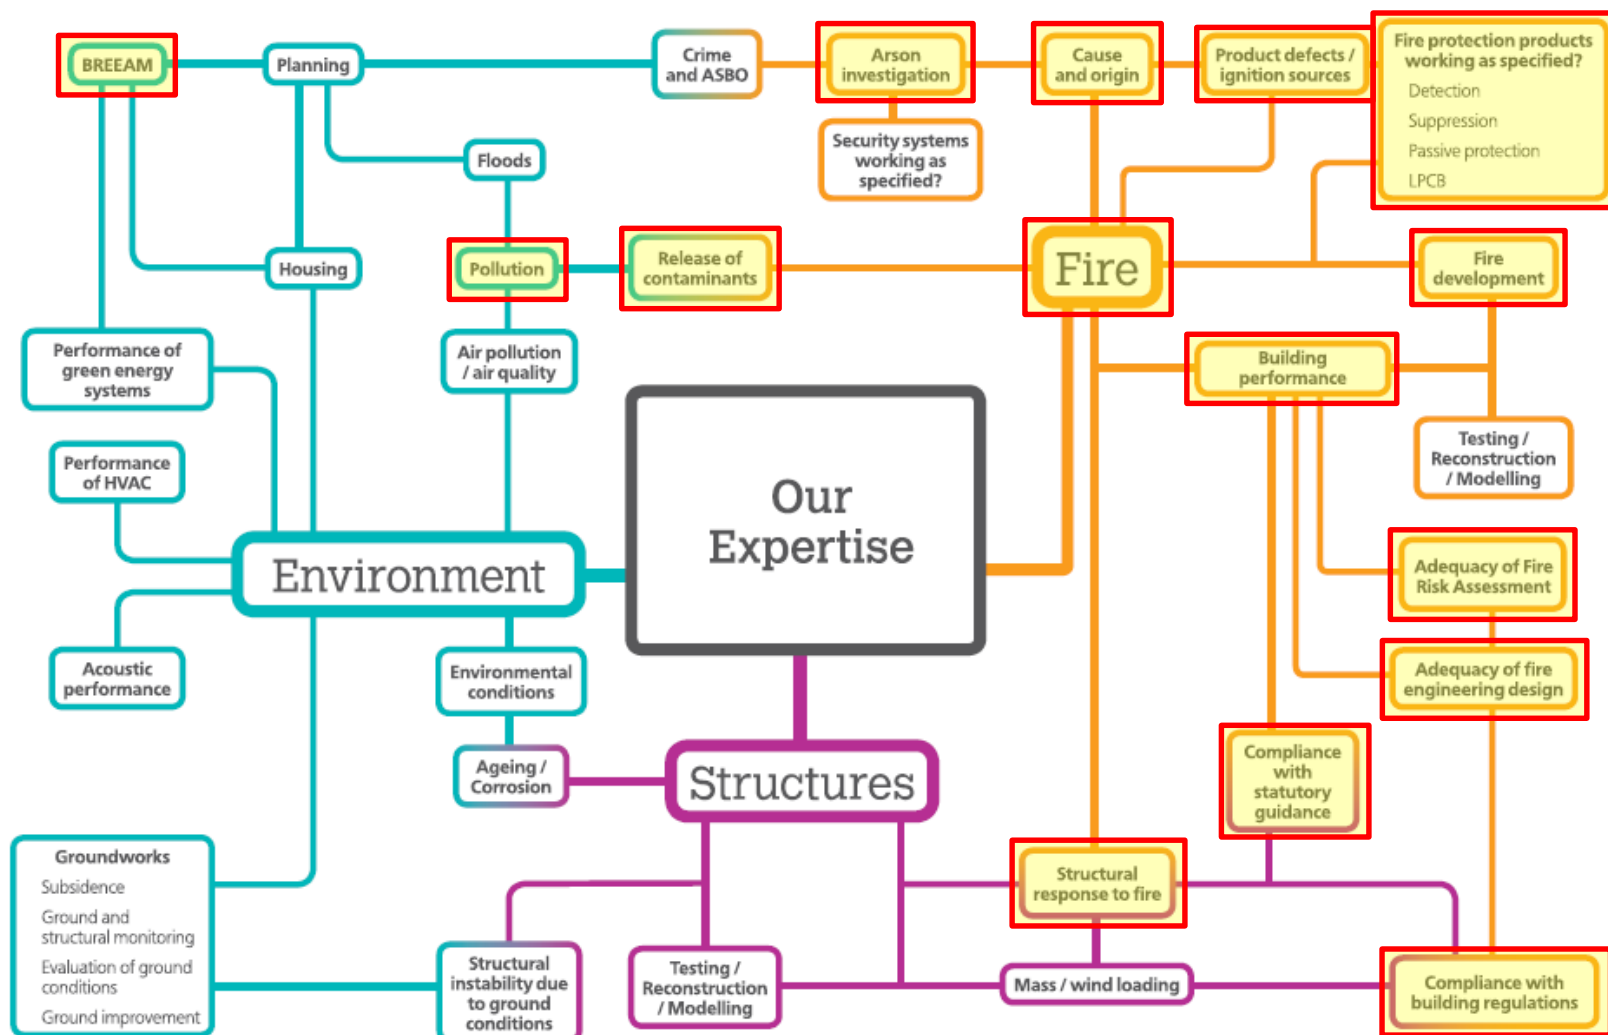 BREEAM
Planning
Crime
and ASBO
Arson
investigation
Cause
and origin
Product defects /
ignition sources
Fire protection products
working as specified?
Detection
Suppression
Passive protection
LPCB
Security systems
working as
specified?
Floods
Housing
Pollution
Release of
contaminants
Fire
Fire
development
Performance of
green energy
systems
Air pollution
/ air quality
Building
performance
Testing /
Reconstruction
/ Modelling
Performance
of HVAC
Our
Expertise
Environment
Adequacy of Fire
Risk Assessment
Acoustic
performance
Environmental
conditions
Adequacy of fire
engineering design
Ageing /
Corrosion
Structures
Compliance
with
statutory
guidance
Groundworks
Subsidence
Ground and
structural monitoring
Evaluation of ground
conditions
Ground improvement
Structural
response to fire
Structural
instability due
to ground
conditions
Testing /
Reconstruction
/ Modelling
Mass / wind loading
Compliance with
building regulations